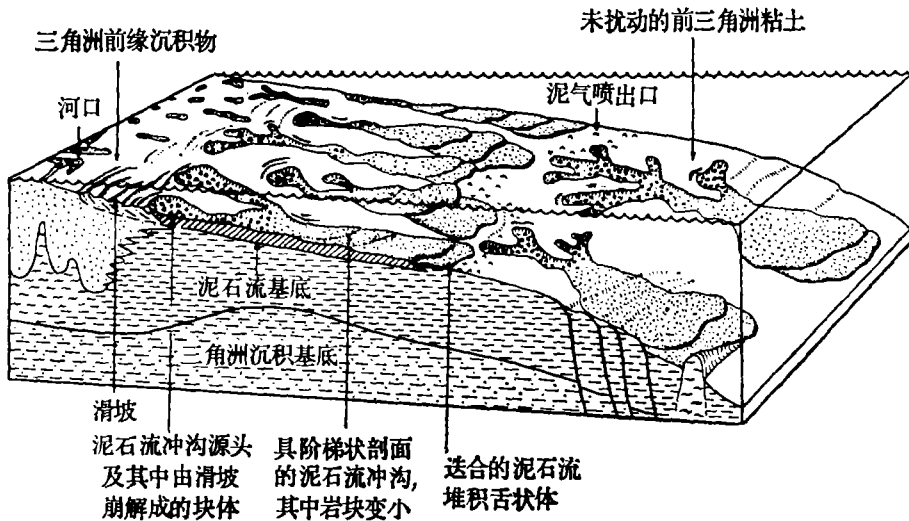 未扰动的前三角洲粘土
三角洲前缘沉积物
泥气喷出口
河口
泥石流基底
三角洲沉积基底
滑坡
泥石流冲沟源头
及其中由滑坡
崩解成的块体
具阶梯状剖面
的泥石流冲沟，
其中岩块变小
迭合的泥石流
堆积舌状体